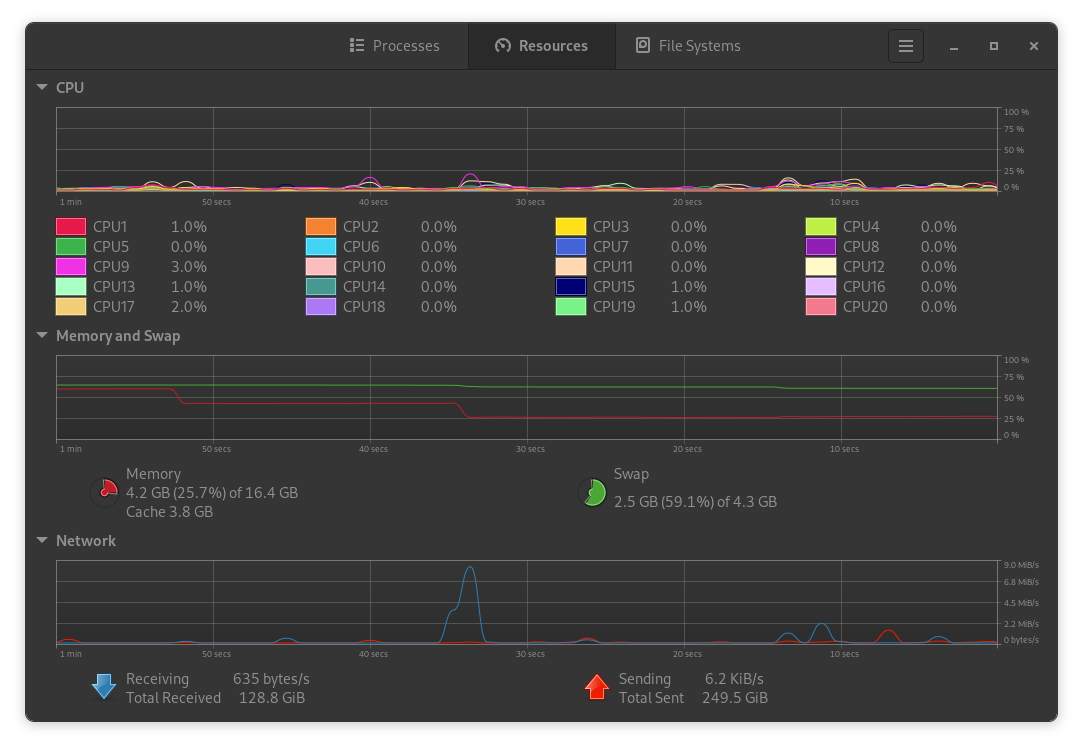 Processes Resources File Systems
CPU
100 %
75 %
50 %
25 %
0 %
1 min 50 secs 40 secs 30 secs 20 secs 10 secs
CPU1 1.0% CPU2 0.0% CPU3 0.0% CPU4 0.0%
CPU5 0.0% CPU6 0.0% CPU7 0.0% CPU8 0.0%
CPU9 3.0% CPU10 0.0% CPU11 0.0% CPU12 0.0%
CPU13 1.0% CPU14 0.0% CPU15 1.0% CPU16 0.0%
CPU17 2.0% CPU18 0.0% CPU19 1.0% CPU20 0.0%
Memory and Swap
100 %
75 %
50 %
25 %
0 %
1 min 50 secs 40 secs 30 secs 20 secs 10 secs
Memory
4.2 GB (25.7%) of 16.4 GB
Cache 3.8 GB
Swap
2.5 GB (59.1%) of 4.3 GB
Network
9.0 MiB/s
6.8 MiB/s
4.5 MiB/s
2.2 MiB/s
0 bytes/s
1 min 50 secs 40 secs 30 secs 20 secs 10 secs
Receiving 635 bytes/s
Total Received 128.8 GiB
Sending 6.2 KiB/s
Total Sent 249.5 GiB